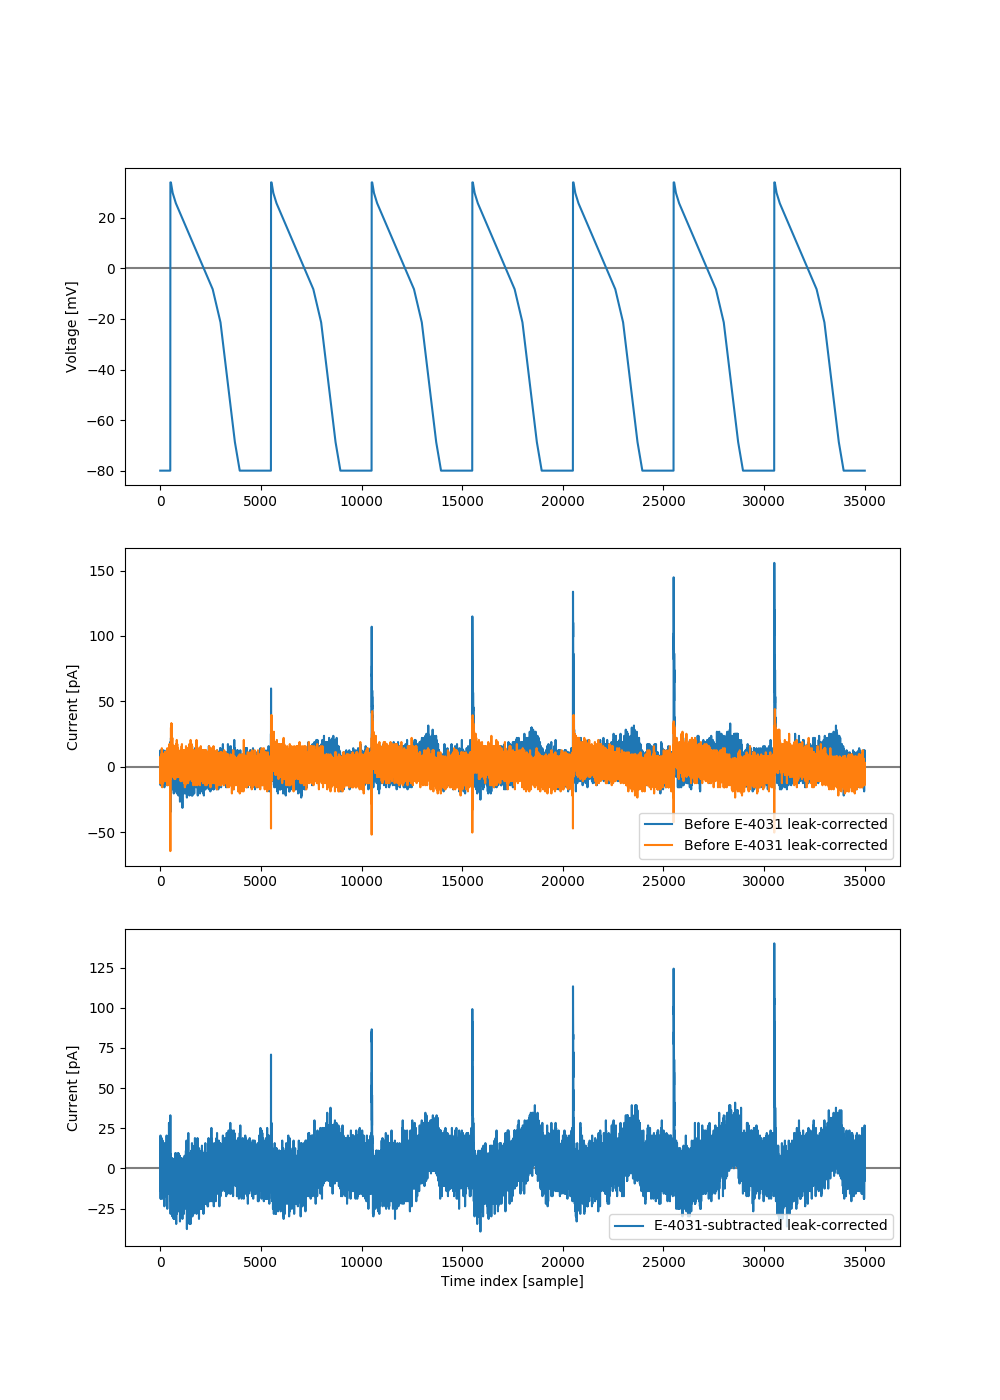 20
0
−20
−40
−60
−80
Voltage [mV]
0 5000 10000 15000 20000 25000 30000 35000
150
100
50
0
−50
Current [pA]
Before E-4031 leak-corrected
Before E-4031 leak-corrected
0 5000 10000 15000 20000 25000 30000 35000
125
100
75
50
25
0
−25
Current [pA]
E-4031-subtracted leak-corrected
0 5000 10000 15000 20000 25000 30000 35000
Time index [sample]